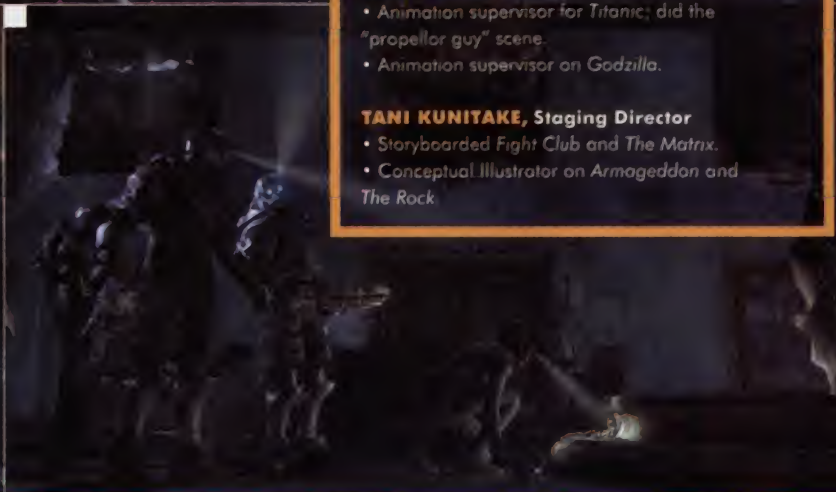 • Animation supervisor for Titanic; did the
"propellor guy" scene.
• Animation supervisor on Godzilla.
TANI KUNITAKE, Staging Director
• Storyboarded Fight Club and The Matrix.
• Conceptual Illustrator on Armageddon and
The Rock